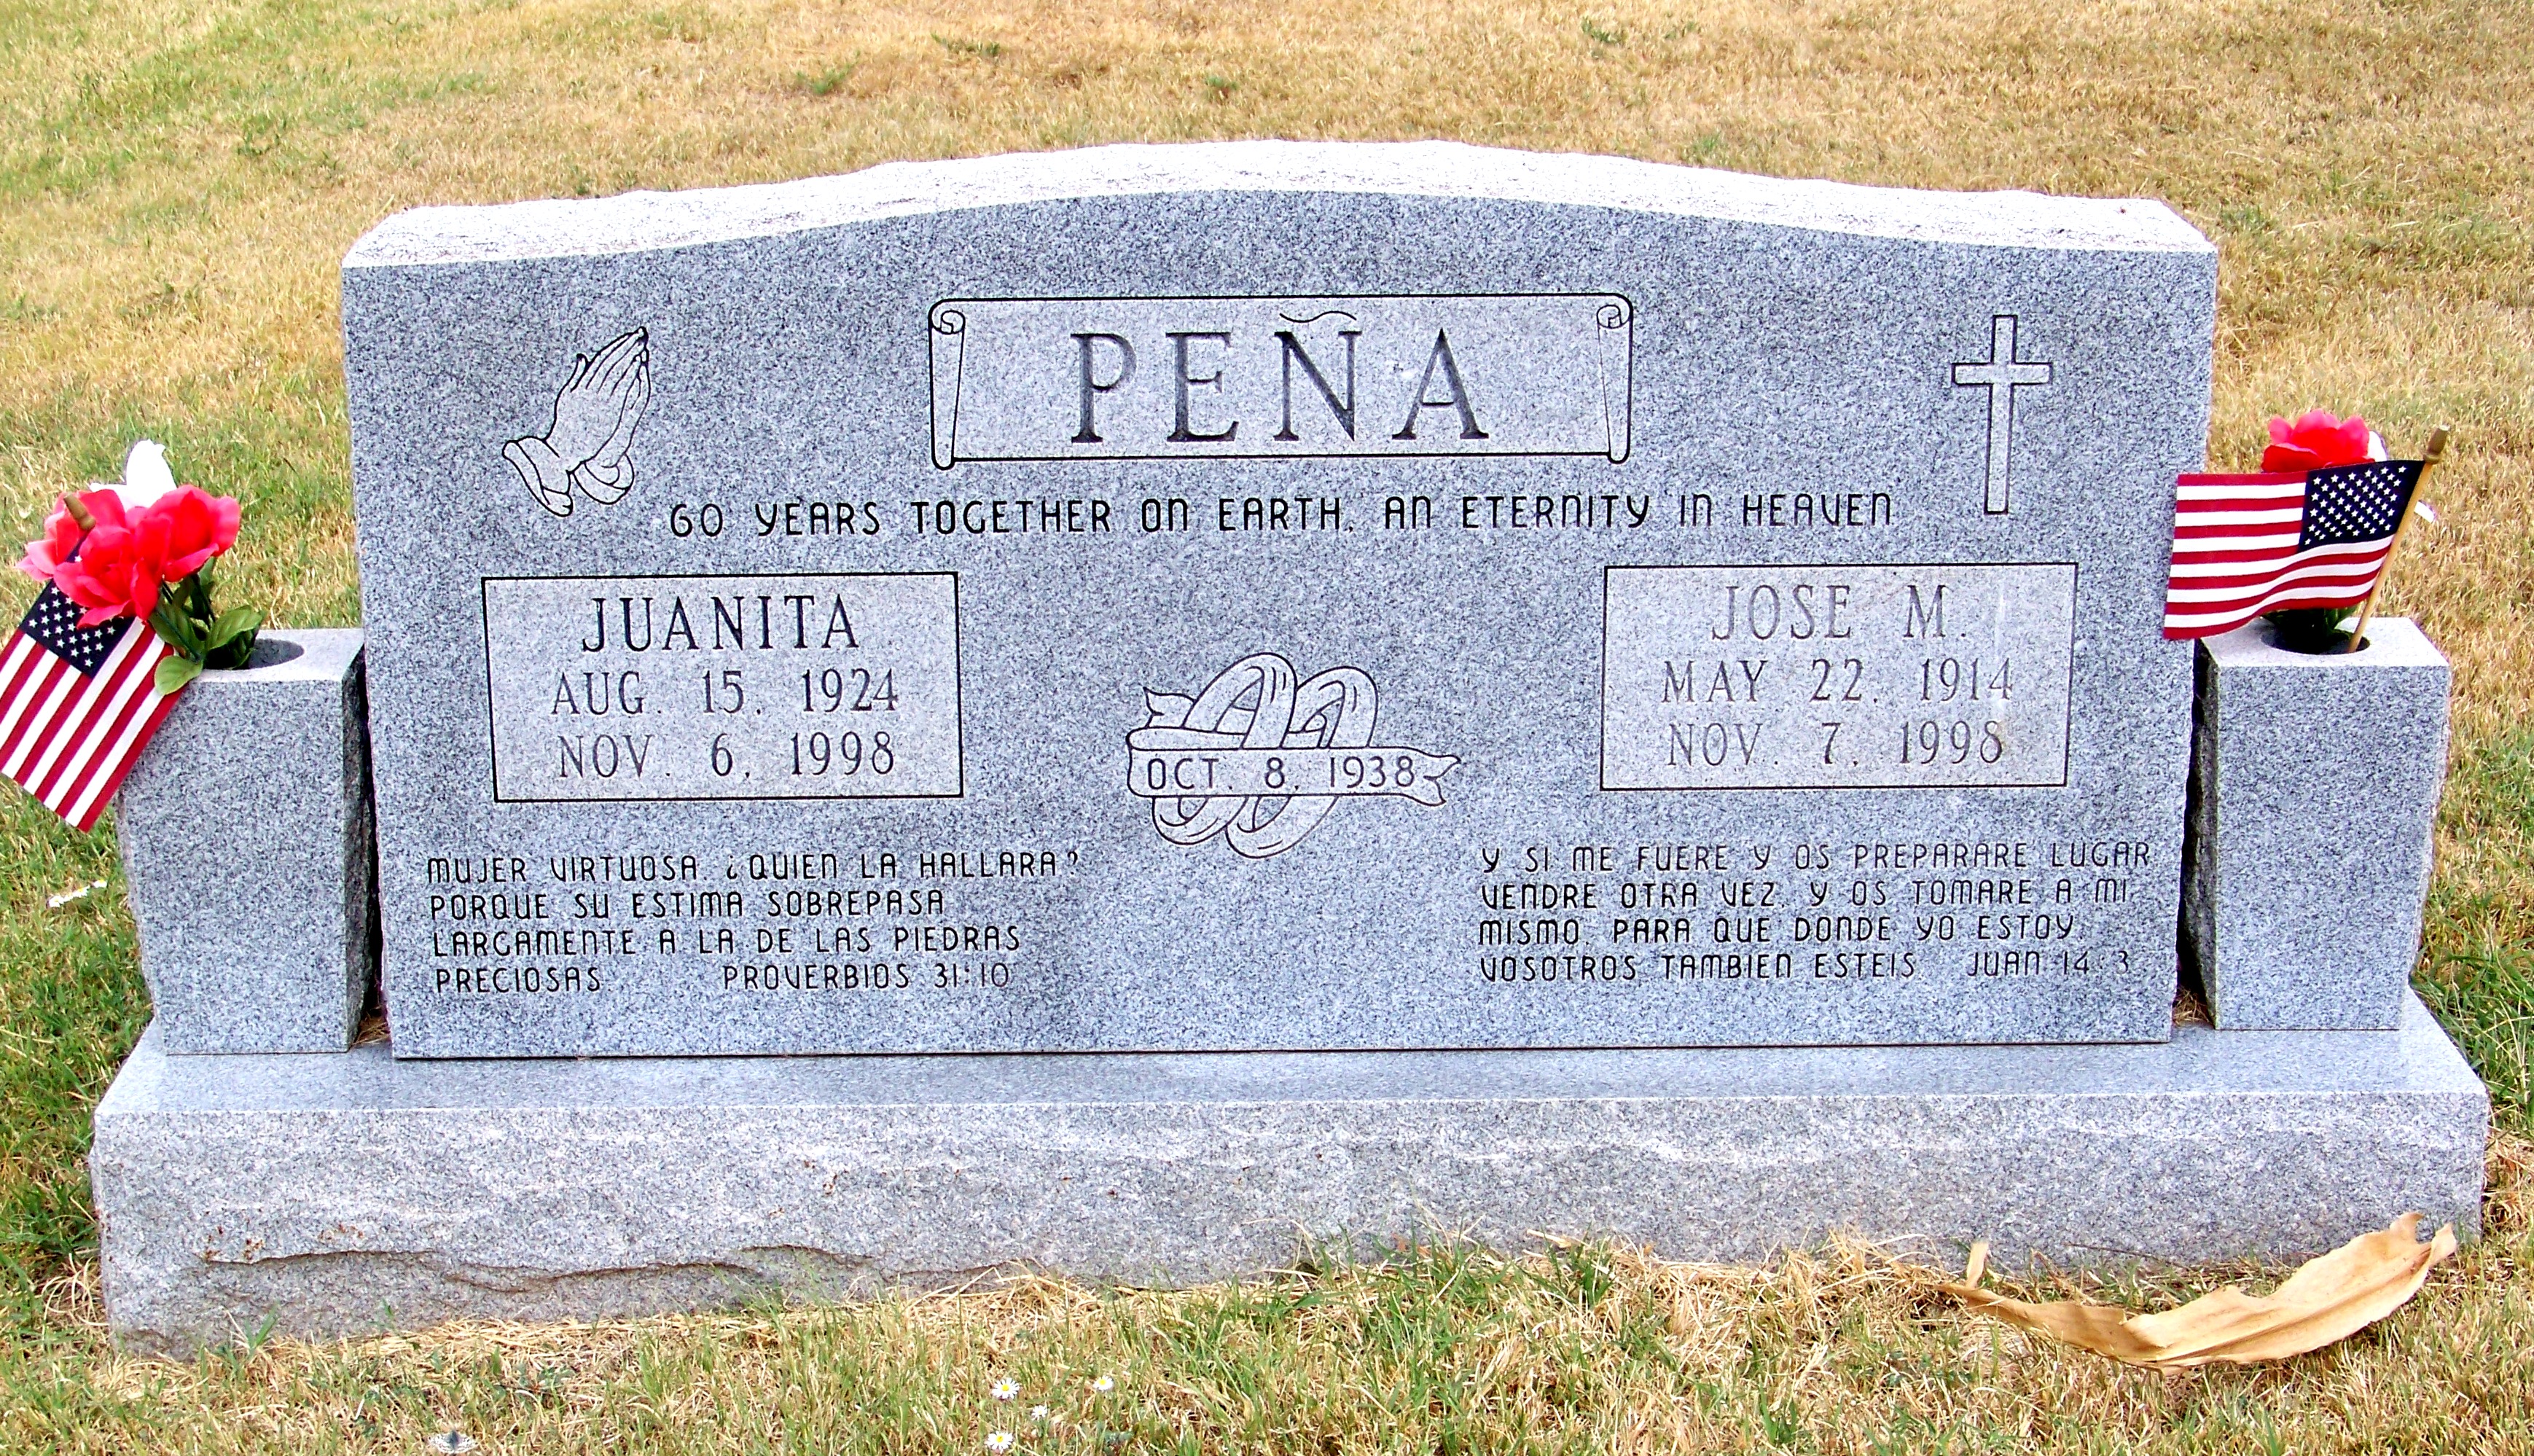 PEÑA
60 YEARS TOGETHER ON EARTH, AN ETERNITY IN HEAVEN
JUANITA
AUG. 15, 1924
NOV. 6, 1998
JOSE M.
MAY 22, 1914
NOV. 7, 1998
OCT. 8, 1938
MUJER VIRTUOSA, ¿QUIEN LA HALLARA?
PORQUE SU ESTIMA SOBREPASA
LARGAMENTE A LA DE LAS PIEDRAS
PRECIOSAS. PROVERBIOS 31:10
Y SI ME FUERE Y OS PREPARARE LUGAR,
VENDRE OTRA VEZ, Y OS TOMARE A MI
MISMO, PARA QUE DONDE YO ESTOY,
VOSOTROS TAMBIEN ESTEIS. JUAN 14:3